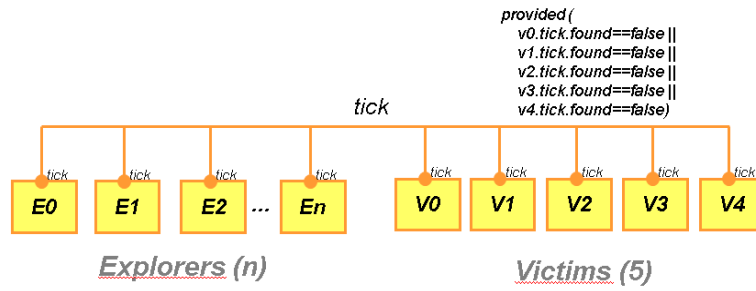 provided (
v0.tick.found==false ||
v1.tick.found==false ||
v2.tick.found==false ||
v3.tick.found==false ||
v4.tick.found==false)
tick
tick tick tick tick tick tick tick tick tick
E0 E1 E2 ... En V0 V1 V2 V3 V4
Explorers (n) Victims (5)